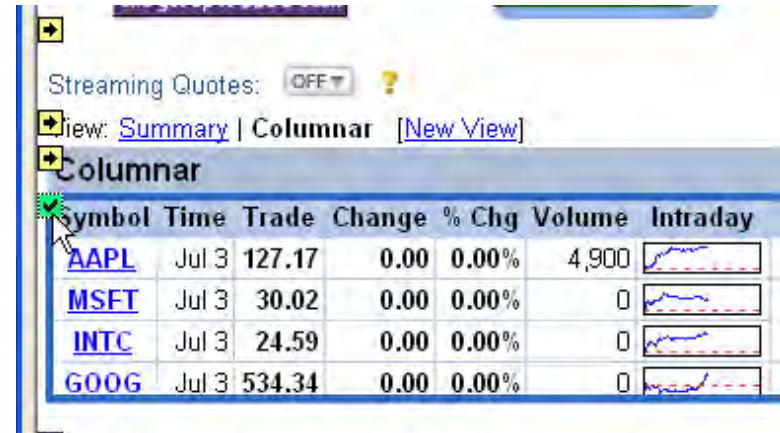 Streaming Quotes: OFF ?
View: Summary | Columnar [New View]
Columnar
Symbol Time Trade Change % Chg Volume Intraday
AAPL Jul 3 127.17 0.00 0.00% 4,900
MSFT Jul 3 30.02 0.00 0.00% 0
INTC Jul 3 24.59 0.00 0.00% 0
GOOG Jul 3 534.34 0.00 0.00% 0